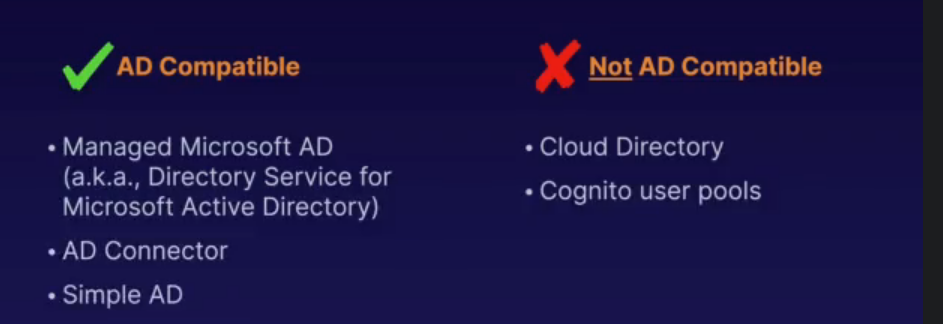 AD Compatible
• Managed Microsoft AD
(a.k.a., Directory Service for
Microsoft Active Directory)
• AD Connector
• Simple AD
Not AD Compatible
• Cloud Directory
• Cognito user pools